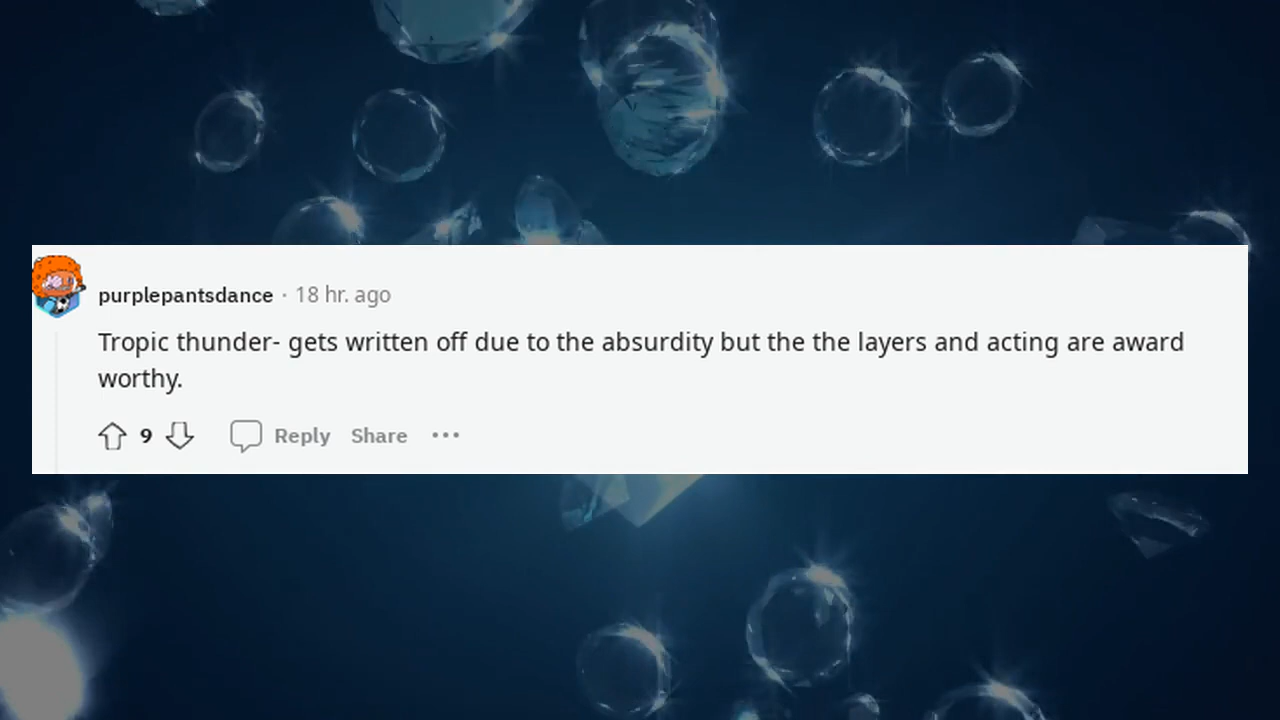 purplepantsdance · 18 hr. ago
Tropic thunder- gets written off due to the absurdity but the the layers and acting are award
worthy.
9 Reply Share ···